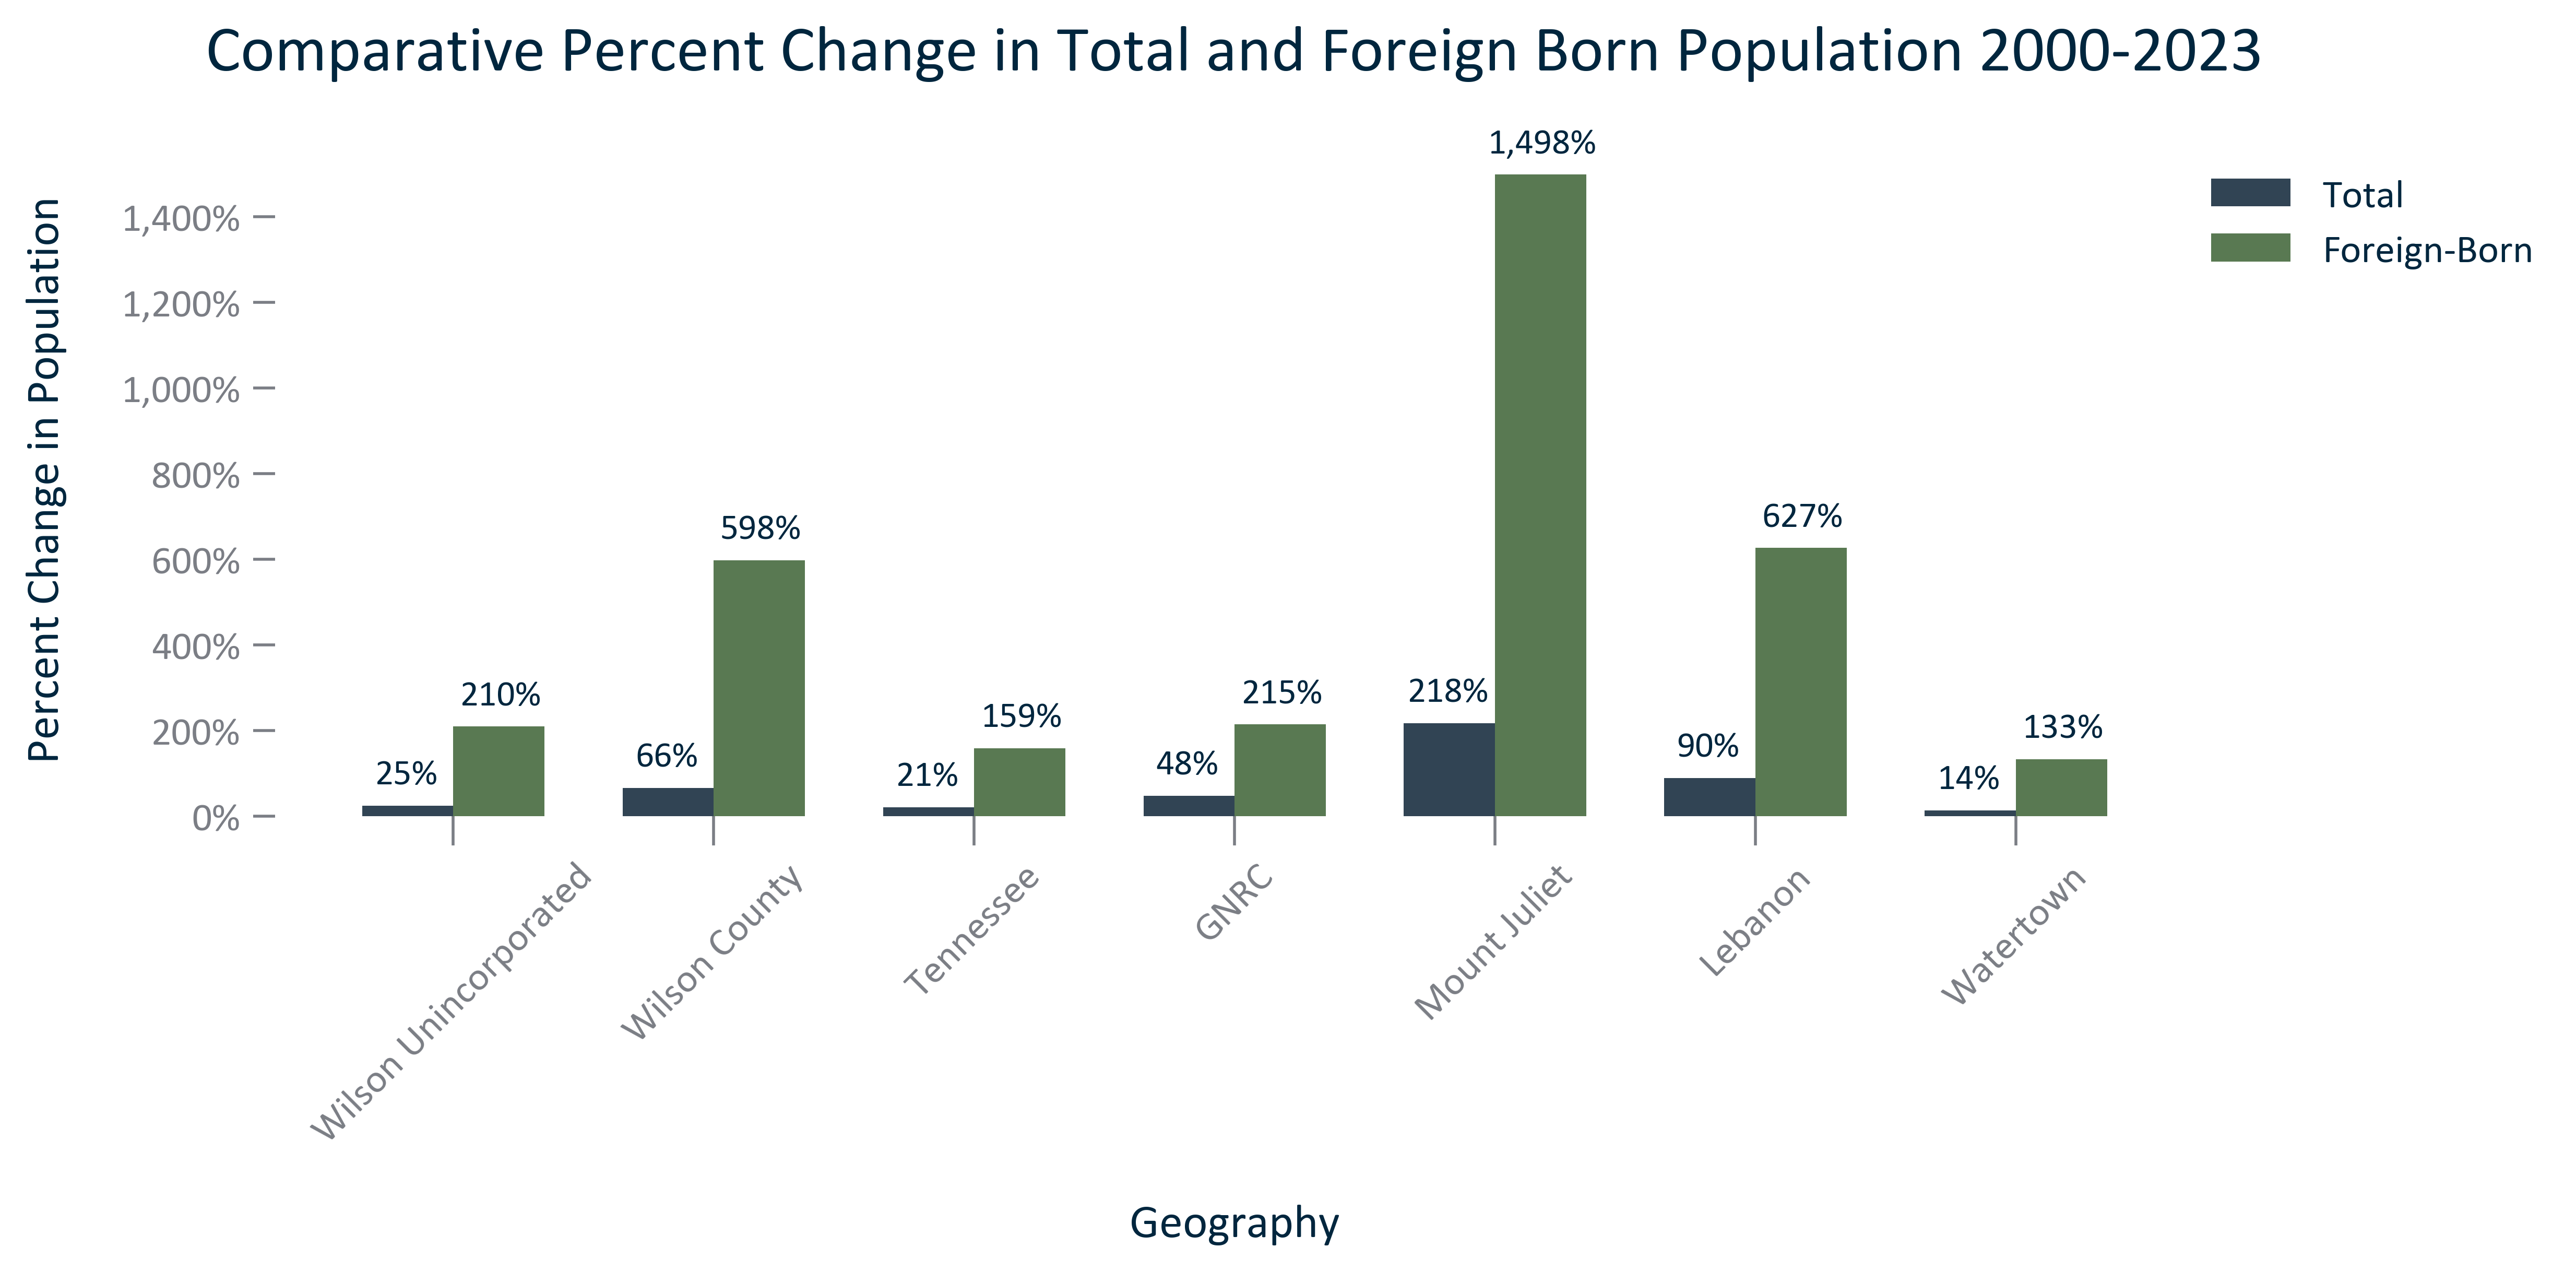 Comparative Percent Change in Total and Foreign Born Population 2000-2023
Percent Change in Population
1,400%
1,200%
1,000%
800%
600%
400%
200%
0%
25%
210%
66%
598%
21%
159%
48%
215%
218%
1,498%
90%
627%
14%
133%
Total
Foreign-Born
Wilson Unincorporated
Wilson County
Tennessee
GNRC
Mount Juliet
Lebanon
Watertown
Geography